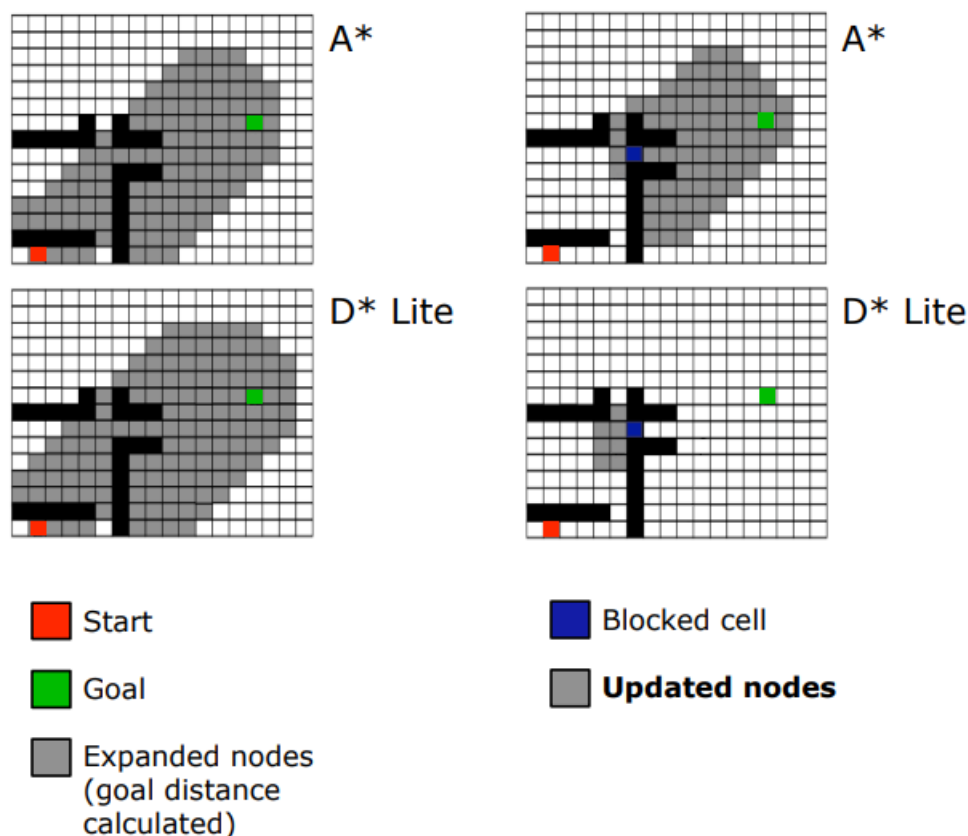 A*
A*
D* Lite
D* Lite
Start
Goal
Expanded nodes
(goal distance
calculated)
Blocked cell
Updated nodes